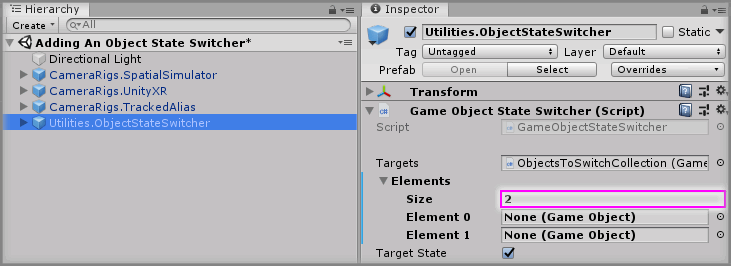 Hierarchy
Create
All
Adding An Object State Switcher*
Directional Light
CameraRigs.SpatialSimulator
CameraRigs.UnityXR
CameraRigs.TrackedAlias
Utilities.ObjectStateSwitcher
Inspector
Utilities.ObjectStateSwitcher
Static
Tag Untagged Layer Default
Prefab Open Select Overrides
Transform
Game Object State Switcher (Script)
Script GameObjectStateSwitcher
Targets ObjectsToSwitchCollection (Game
Elements
Size 2
Element 0 None (Game Object)
Element 1 None (Game Object)
Target State